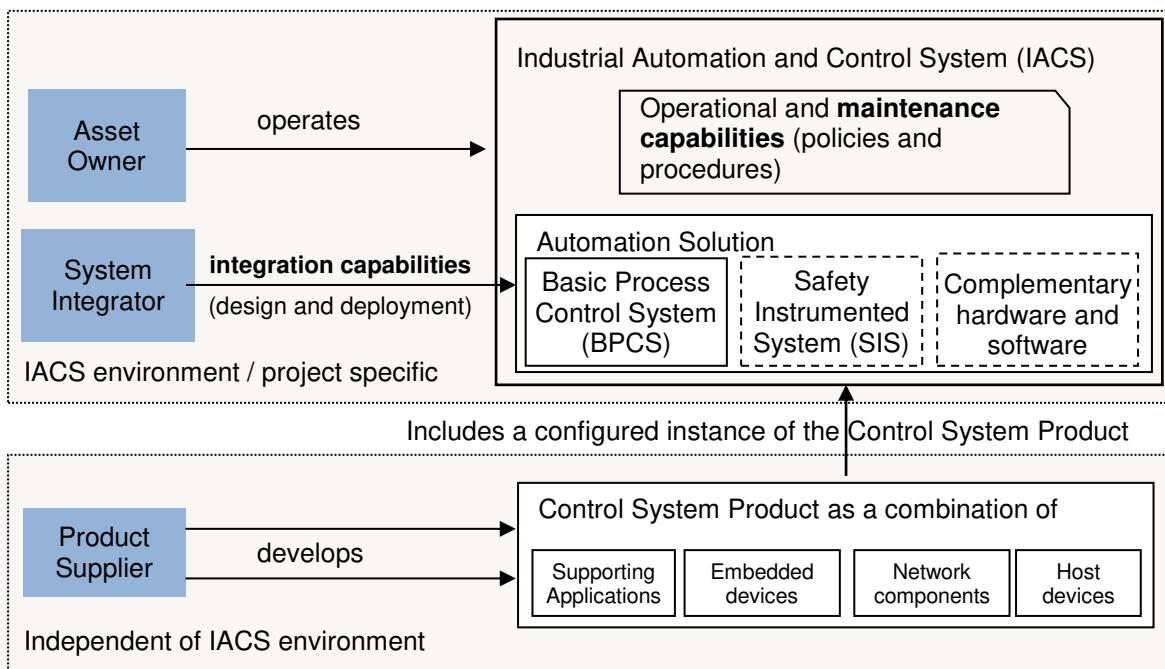 Industrial Automation and Control System (IACS)
Operational and maintenance
capabilities (policies and
procedures)
Asset
Owner
operates
System
Integrator
integration capabilities
(design and deployment)
Automation Solution
Basic Process
Control System
(BPCS)
Safety
Instrumented
System (SIS)
Complementary
hardware and
software
IACS environment / project specific
Includes a configured instance of the Control System Product
Product
Supplier
develops
Control System Product as a combination of
Supporting
Applications
Embedded
devices
Network
components
Host
devices
Independent of IACS environment